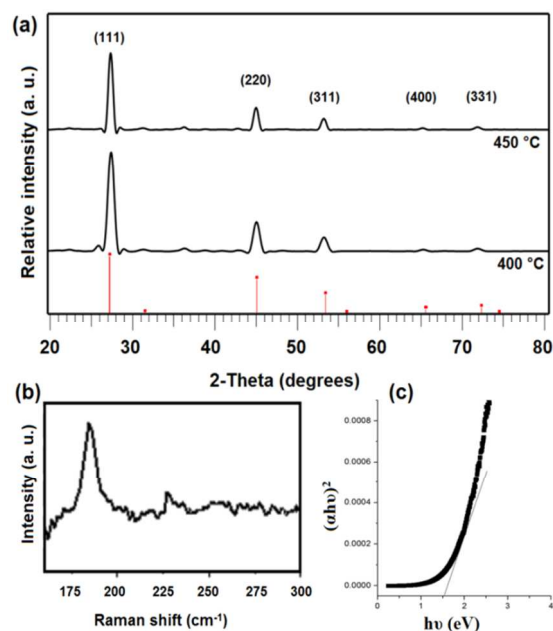 (a)
(111)
(220)
(311)
(400)
(331)
450 °C
400 °C
Relative intensity (a. u.)
20 30 40 50 60 70 80
2-Theta (degrees)
(b)
Intensity (a. u.)
175 200 225 250 275 300
Raman shift (cm⁻¹)
(c)
0.0008
0.0006
0.0004
0.0002
0.0000
(αhυ)²
0 1 2 3 4
hυ (eV)